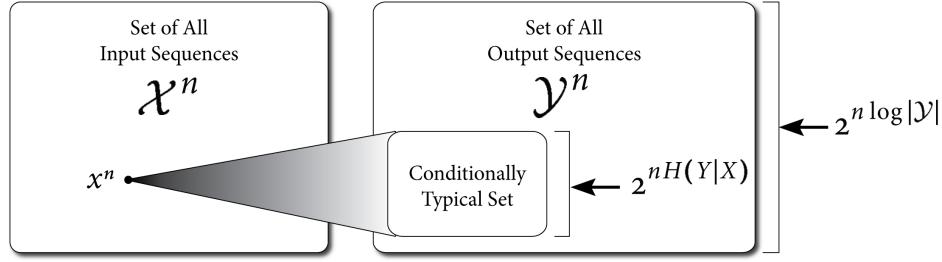 Set of All
Input Sequences
𝒳ⁿ
Set of All
Output Sequences
𝒴ⁿ
xⁿ
Conditionally
Typical Set
2^{nH(Y|X)}
2^{n log|𝒴|}